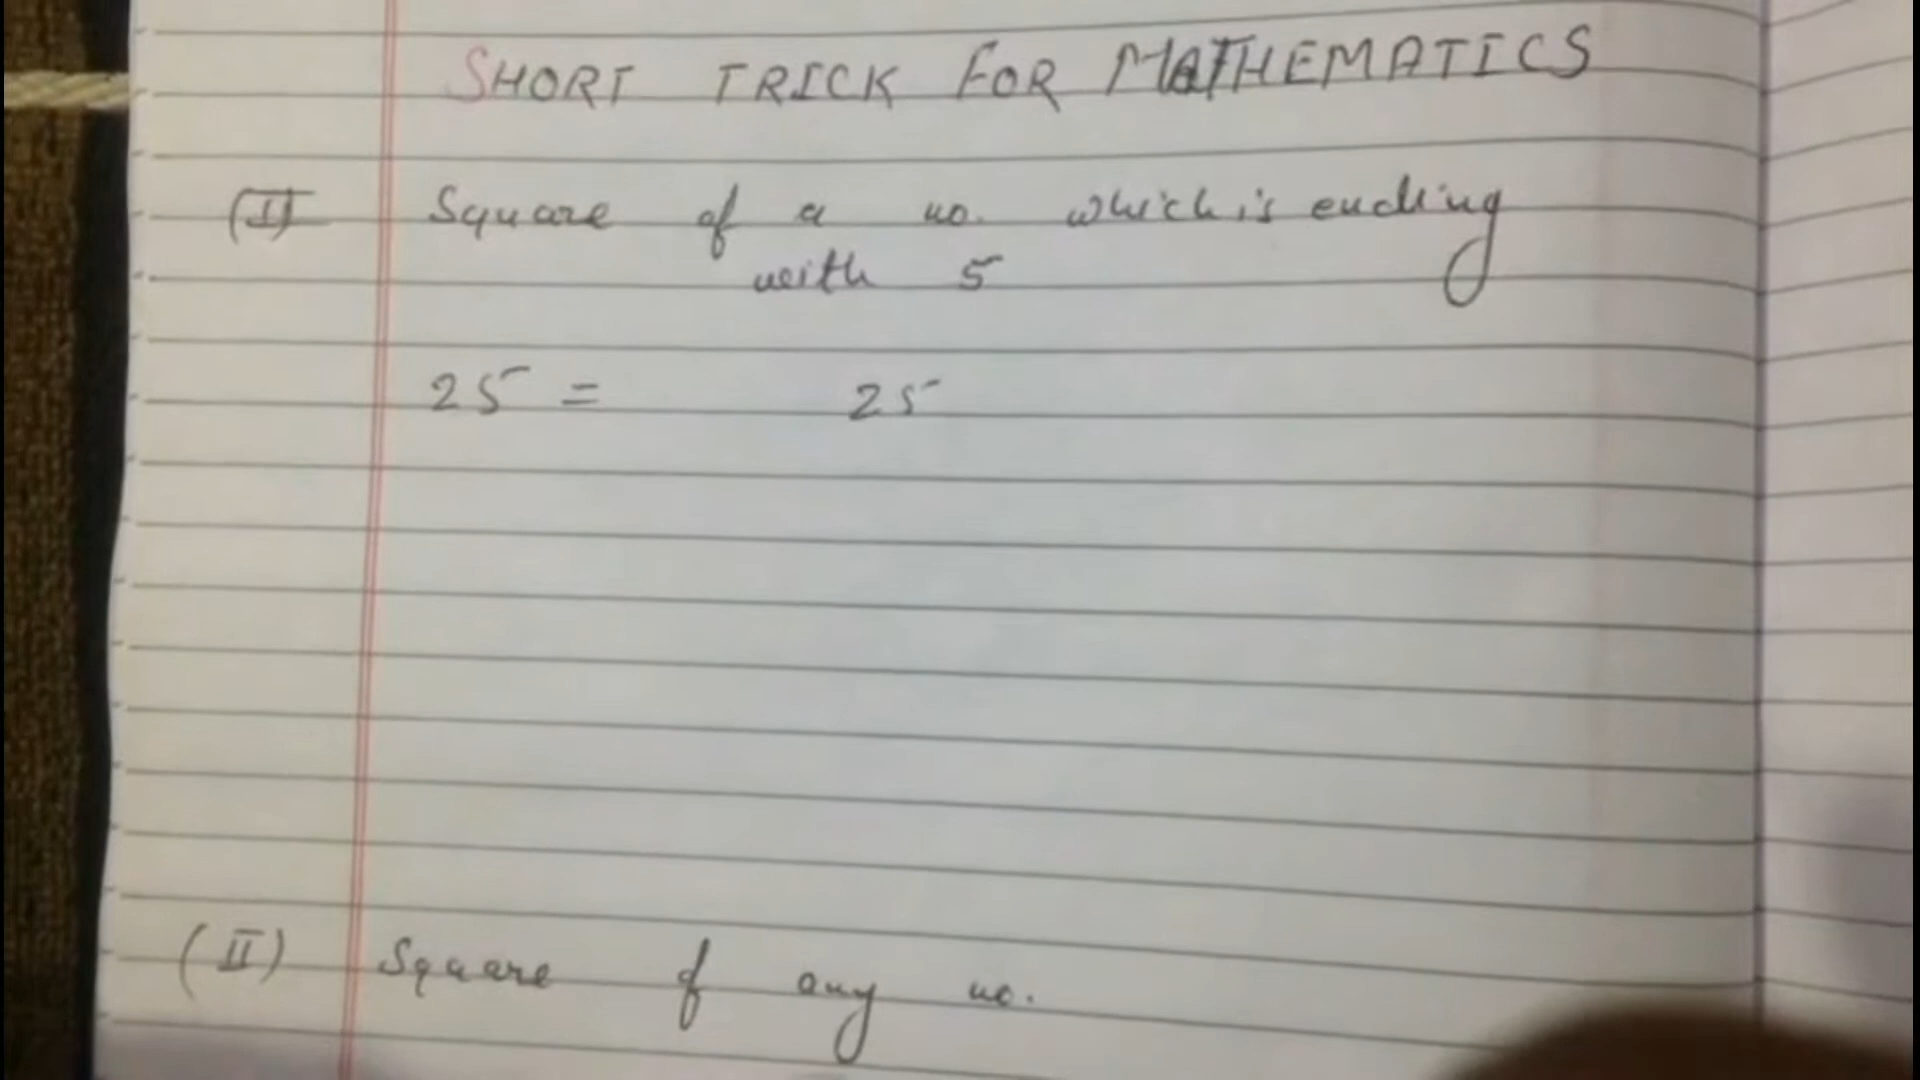 SHORT TRICK FOR MATHEMATICS
(I) Square of a no. which is ending
with 5
25 = 25
(II) Square of any no.